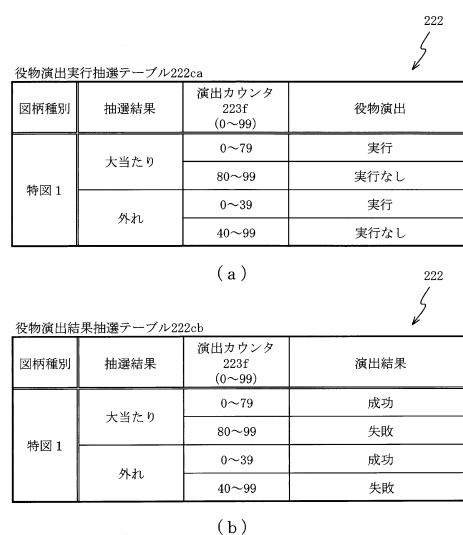 222
役物演出実行抽選テーブル222ca
図柄種別 抽選結果 演出カウンタ 223f (0〜99) 役物演出
特図1 大当たり 0〜79 実行
80〜99 実行なし
外れ 0〜39 実行
40〜99 実行なし
(a)
222
役物演出結果抽選テーブル222cb
図柄種別 抽選結果 演出カウンタ 223f (0〜99) 演出結果
特図1 大当たり 0〜79 成功
80〜99 失敗
外れ 0〜39 成功
40〜99 失敗
(b)